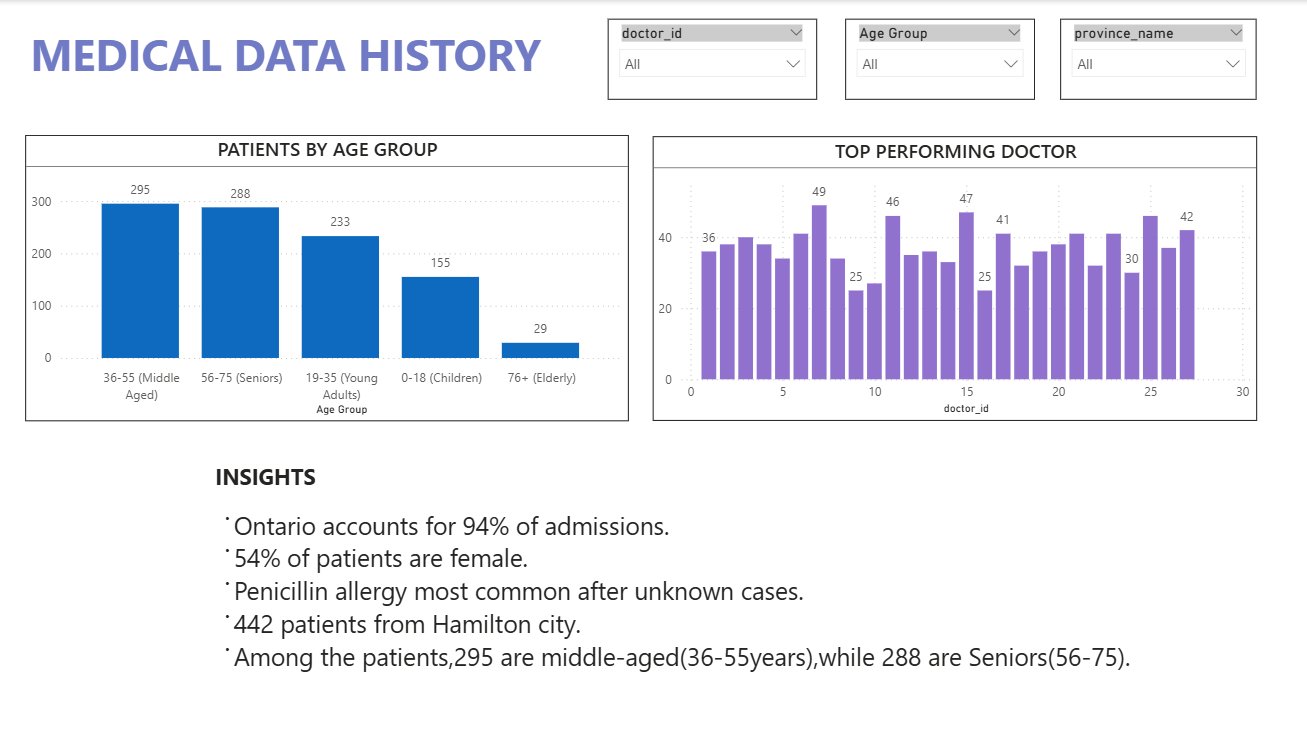 MEDICAL DATA HISTORY
doctor_id
All
Age Group
All
province_name
All
PATIENTS BY AGE GROUP
300
200
100
0
295
288
233
155
29
36-55 (Middle
Aged)
56-75 (Seniors)
19-35 (Young
Adults)
0-18 (Children)
76+ (Elderly)
Age Group
TOP PERFORMING DOCTOR
40
20
0
36
49
25
46
47
25
41
30
42
0
5
10
15
20
25
30
doctor_id
INSIGHTS
·Ontario accounts for 94% of admissions.
·54% of patients are female.
·Penicillin allergy most common after unknown cases.
·442 patients from Hamilton city.
·Among the patients,295 are middle-aged(36-55years),while 288 are Seniors(56-75).